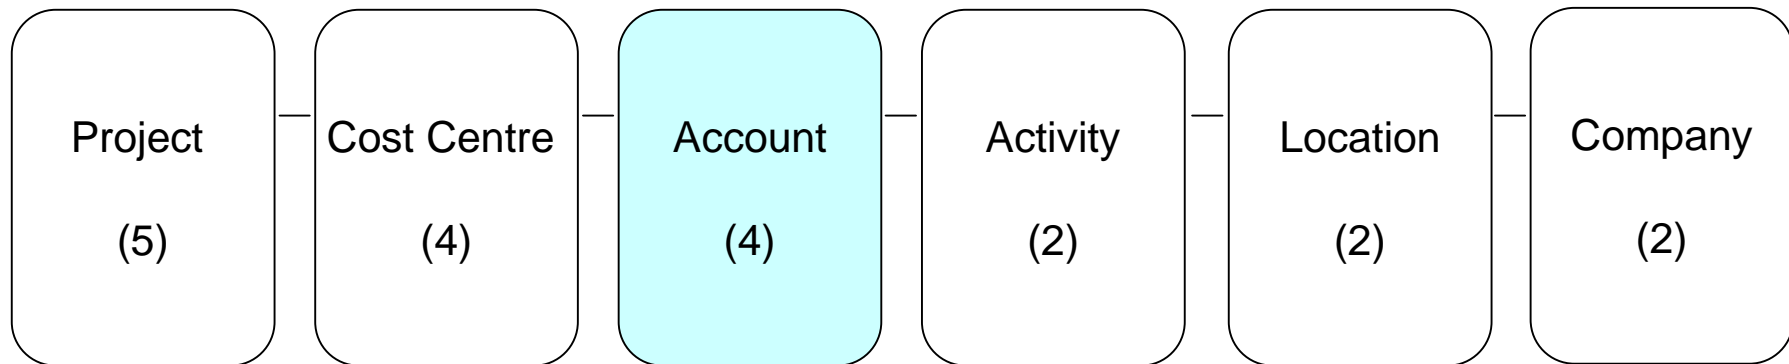 Project
(5)
Cost Centre
(4)
Account
(4)
Activity
(2)
Location
(2)
Company
(2)